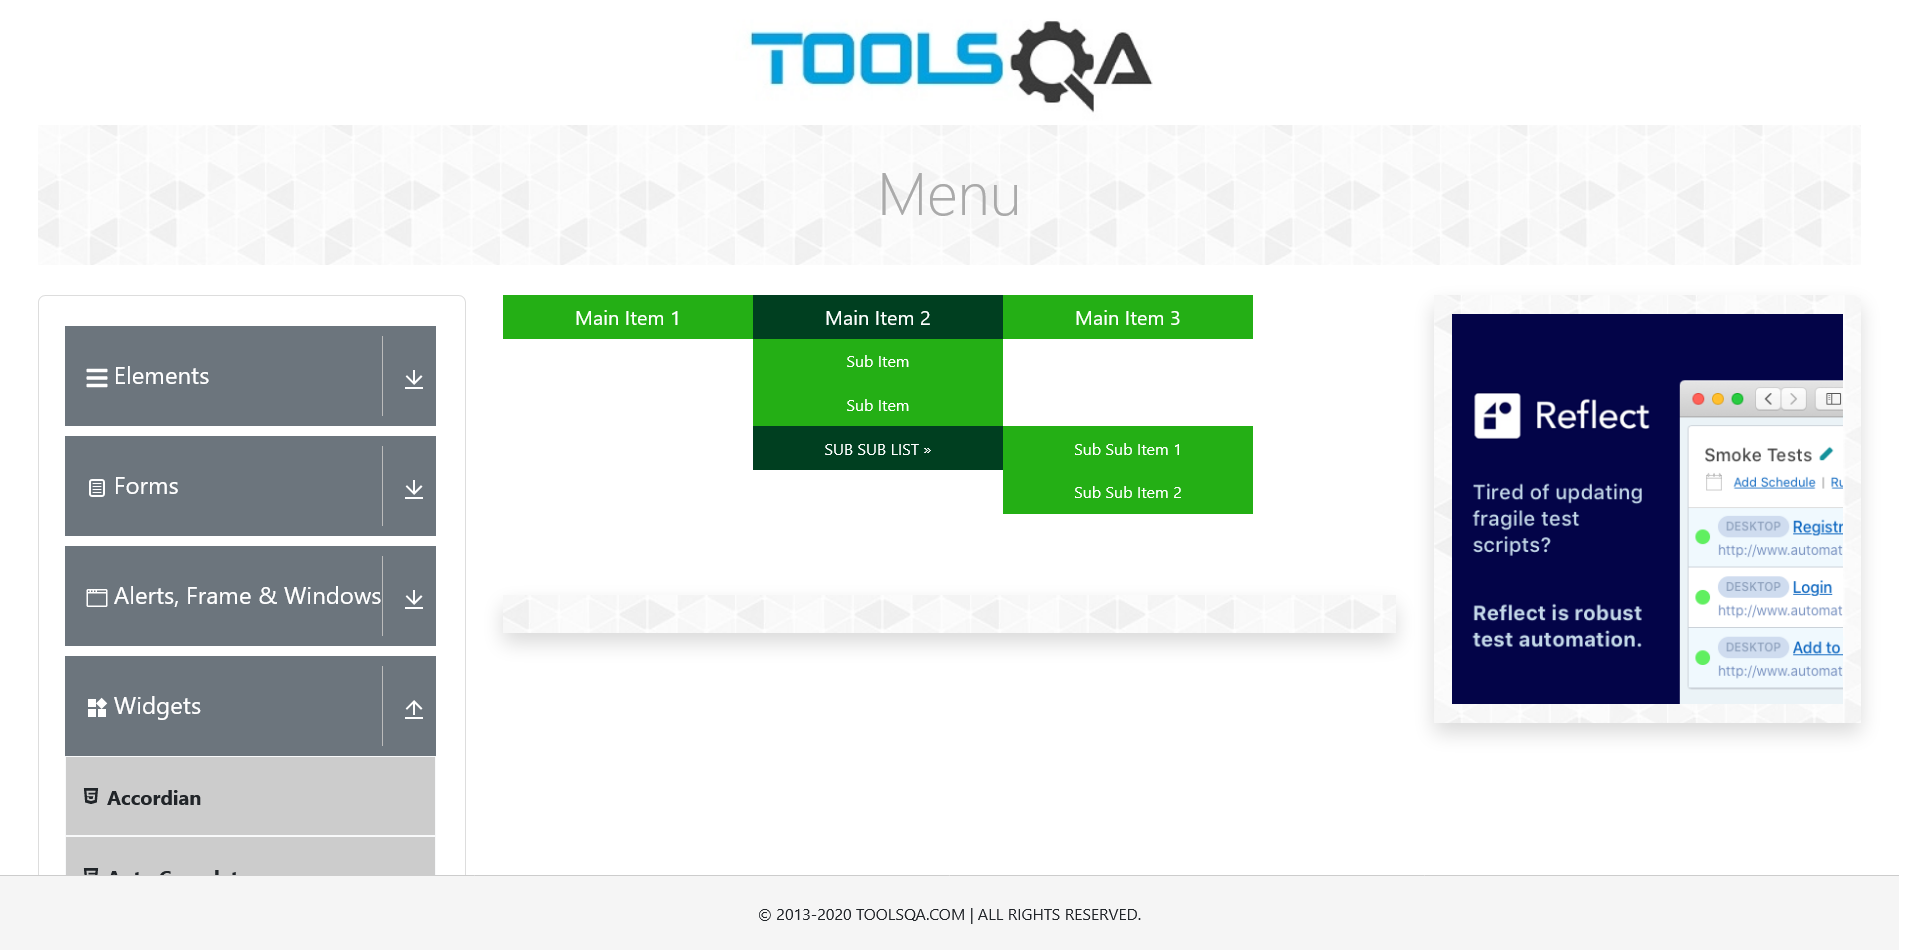 TOOLSQA
Menu
Elements
Forms
Alerts, Frame & Windows
Widgets
Accordian
Main Item 1
Main Item 2
Main Item 3
Sub Item
Sub Item
SUB SUB LIST »
Sub Sub Item 1
Sub Sub Item 2
Reflect
Tired of updating
fragile test
scripts?
Reflect is robust
test automation.
Smoke Tests
Add Schedule | Ru
DESKTOP Registr
http://www.automat
DESKTOP Login
http://www.automat
DESKTOP Add to
http://www.automat
© 2013-2020 TOOLSQA.COM | ALL RIGHTS RESERVED.